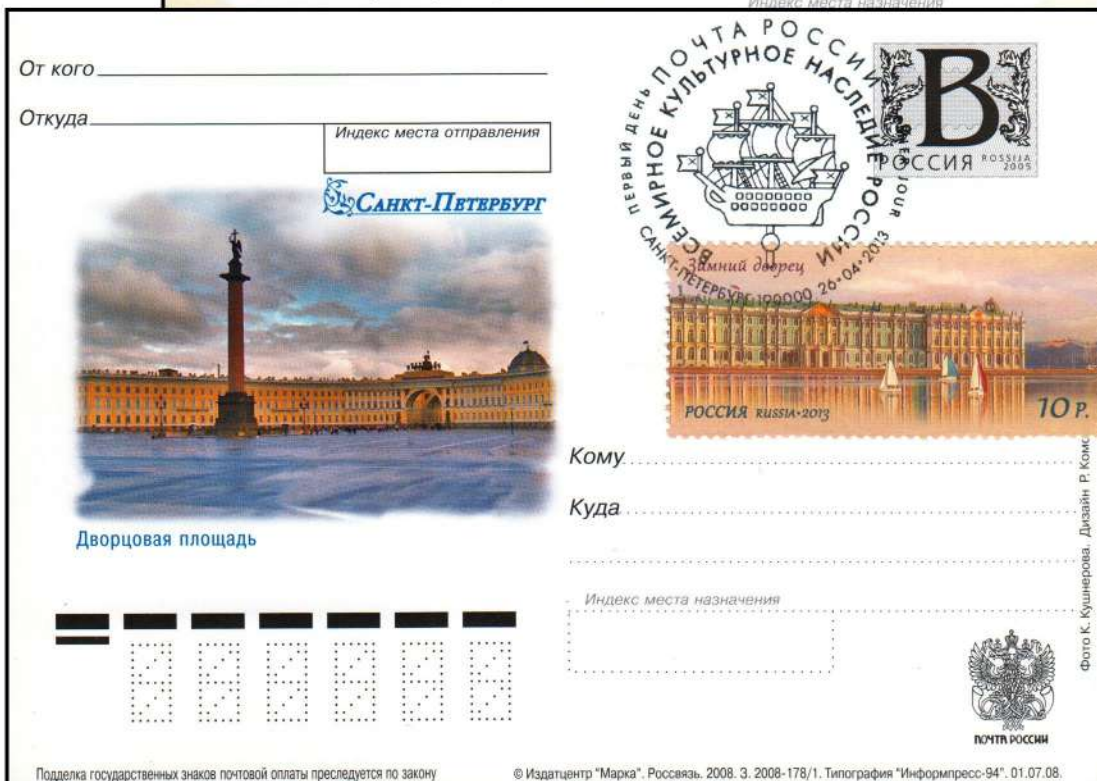 Индекс места назначения
От кого
Откуда
Индекс места отправления
САНКТ-ПЕТЕРБУРГ
Дворцовая площадь
ПОЧТА РОССИИ
ВСЕМИРНОЕ КУЛЬТУРНОЕ НАСЛЕДИЕ РОССИИ
ПЕРВЫЙ ДЕНЬ
JOUR
САНКТ-ПЕТЕРБУРГ 190000 26•04•2013
В
РОССИЯ ROSSIJA
2005
Зимний дворец
РОССИЯ RUSSIA•2013
10 Р.
Кому
Куда
Индекс места назначения
Фото К. Кушнерова. Дизайн Р.
ПОЧТА РОССИИ
Подделка государственных знаков почтовой оплаты преследуется по закону
© Издатцентр "Марка". Россвязь. 2008. З. 2008-178/1. Типография "Информпресс-94". 01.07.08.